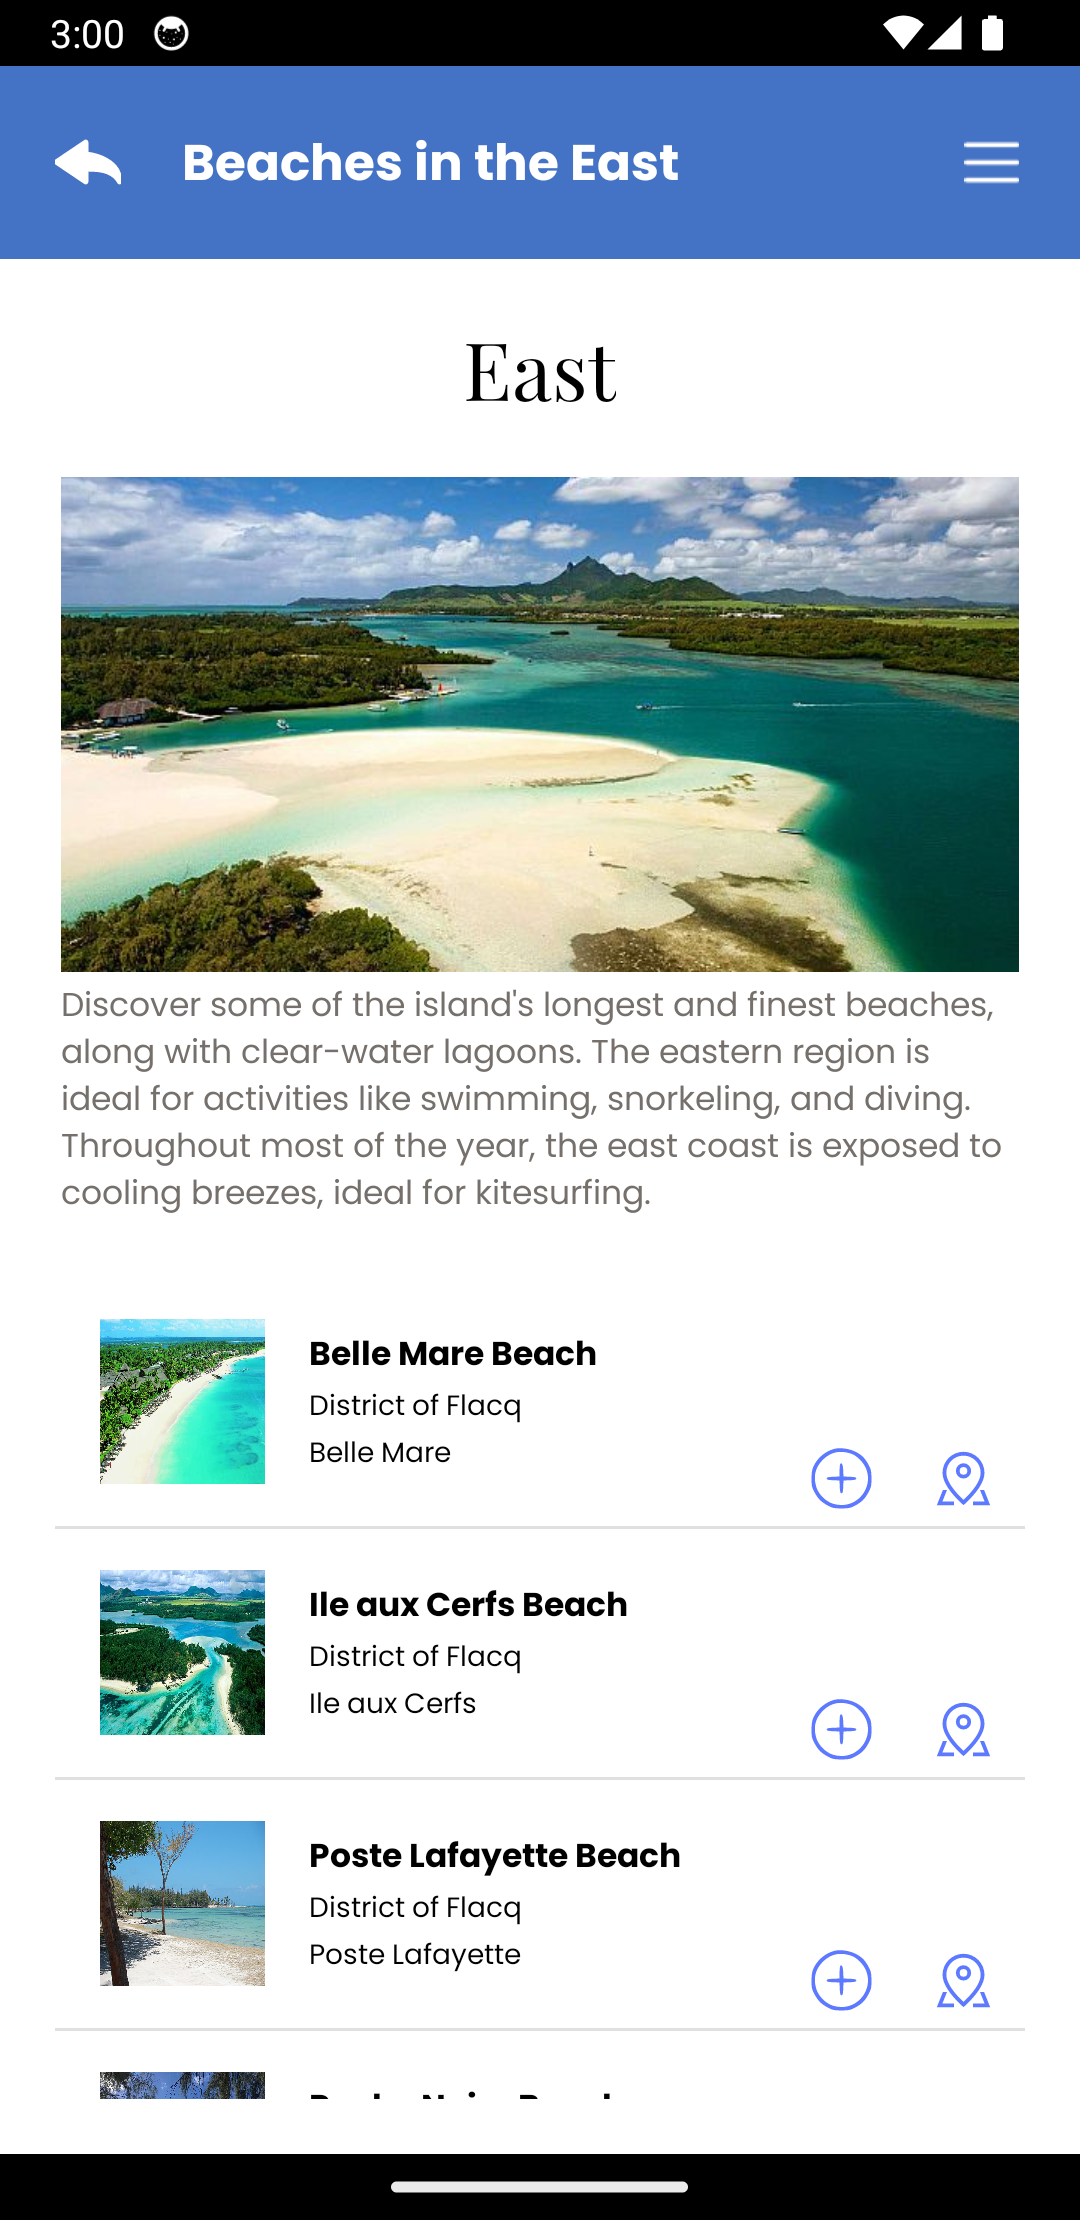 3:00
Beaches in the East
East
Discover some of the island's longest and finest beaches,
along with clear-water lagoons. The eastern region is
ideal for activities like swimming, snorkeling, and diving.
Throughout most of the year, the east coast is exposed to
cooling breezes, ideal for kitesurfing.
Belle Mare Beach
District of Flacq
Belle Mare
Ile aux Cerfs Beach
District of Flacq
Ile aux Cerfs
Poste Lafayette Beach
District of Flacq
Poste Lafayette